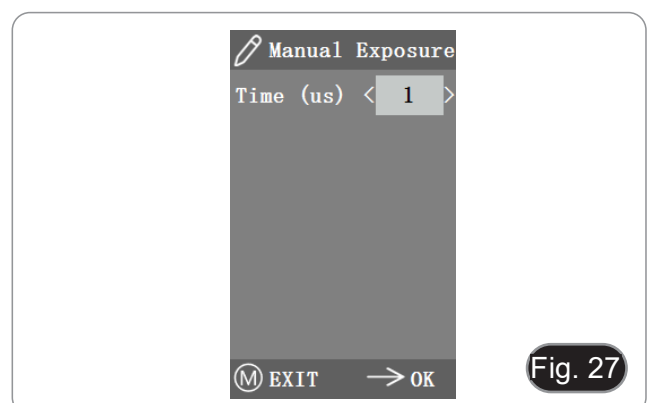 Manual Exposure
Time (us) < 1 >
M EXIT → OK
Fig. 27